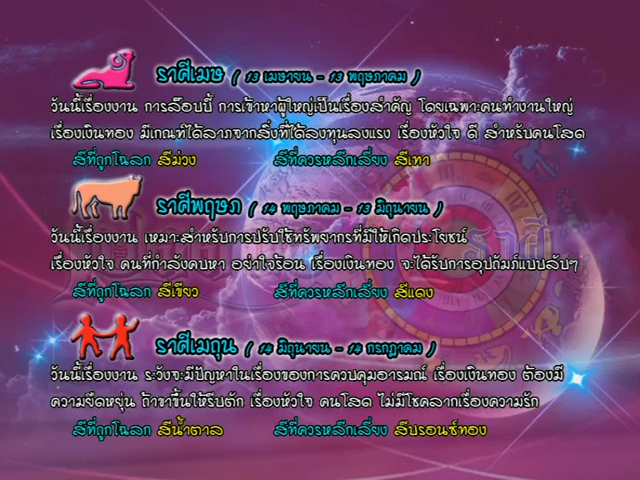 ราศีเมษ ( 13 เมษายน - 13 พฤษภาคม )
วันนี้เรื่องงาน การล๊อบบี้ การเข้าหาผู้ใหญ่เป็นเรื่องสำคัญ โดยเฉพาะคนทำงานใหญ่
เรื่องเงินทอง มีเกณฑ์ได้ลาภจากสิ่งที่ได้ลงทุนลงแรง เรื่องหัวใจ ดี สำหรับคนโสด
สีที่ถูกโฉลก สีม่วง สีที่ควรหลีกเลี่ยง สีเทา
ราศีพฤษภ ( 14 พฤษภาคม - 13 มิถุนายน )
วันนี้เรื่องงาน เหมาะสำหรับการปรับใช้ทรัพยากรที่มีให้เกิดประโยชน์
เรื่องหัวใจ คนที่กำลังคบหา อย่าใจร้อน เรื่องเงินทอง จะได้รับการอุปถัมภ์แบบลับๆ
สีที่ถูกโฉลก สีเขียว สีที่ควรหลีกเลี่ยง สีแดง
ราศี
ราศีเมถุน ( 14 มิถุนายน - 14 กรกฎาคม )
วันนี้เรื่องงาน ระวังจะมีปัญหาในเรื่องของการควบคุมอารมณ์ เรื่องเงินทอง ต้องมี
ความยืดหยุ่น ถ้าขาขึ้นให้รีบตัก เรื่องหัวใจ คนโสด ไม่มีโชคลาภเรื่องความรัก
สีที่ถูกโฉลก สีน้ำตาล สีที่ควรหลีกเลี่ยง สีบรอนซ์ทอง